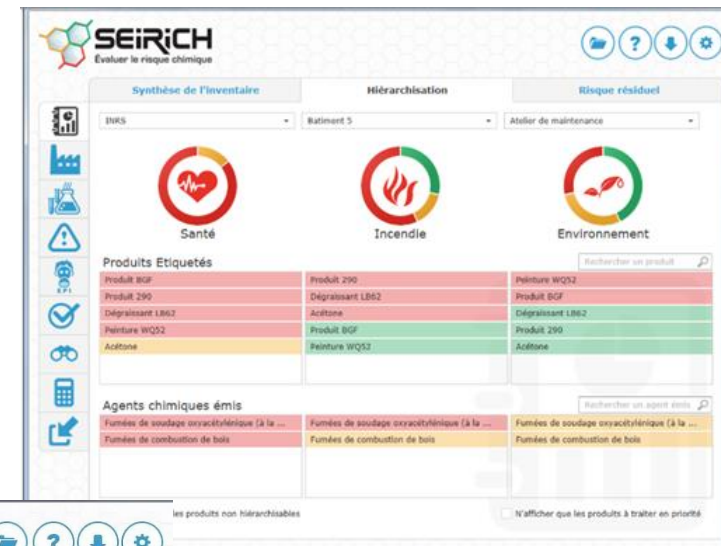 SEiRiCH
Évaluer le risque chimique
Synthèse de l'inventaire
Hiérarchisation
Risque résiduel
INRS
Batiment 5
Atelier de maintenance
Santé
Incendie
Environnement
Produits Etiquetés
Rechercher un produit
Produit BGF
Produit 290
Peinture WQ52
Produit 290
Dégraissant LB62
Produit BGF
Dégraissant LB62
Acétone
Dégraissant LB62
Peinture WQ52
Produit BGF
Produit 290
Acétone
Peinture WQ52
Acétone
Agents chimiques émis
Rechercher un agent émis
Fumées de soudage oxyacétylénique (à la ...
Fumées de soudage oxyacétylénique (à la ...
Fumées de soudage oxyacétylénique (à la ...
Fumées de combustion de bois
Fumées de combustion de bois
Fumées de combustion de bois
les produits non hiérarchisables
N'afficher que les produits à traiter en priorité
EPI